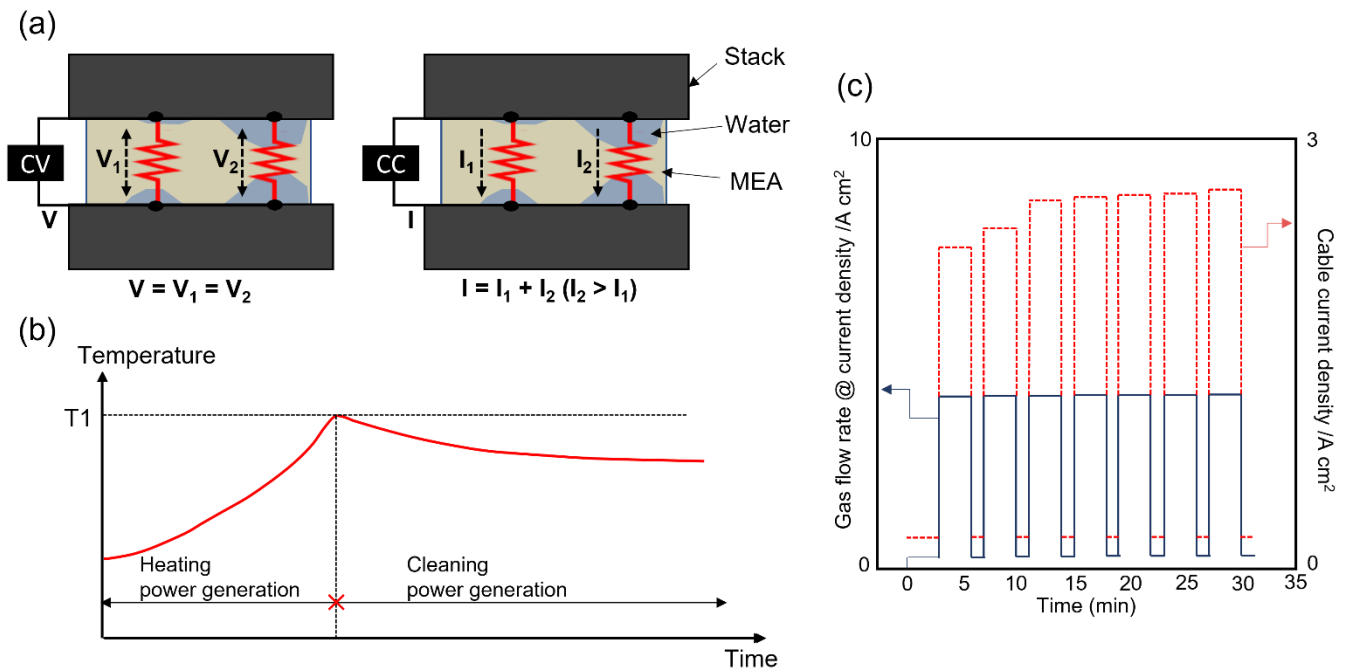 (a)
CV
V₁
V₂
V
V = V₁ = V₂
CC
I₁
I₂
I
I = I₁ + I₂ (I₂ > I₁)
Stack
Water
MEA
(b)
Temperature
T1
Heating
power generation
Cleaning
power generation
Time
(c)
10
0
Gas flow rate @ current density /A cm²
3
0
Cable current density /A cm²
0
5
10
15
20
25
30
35
Time (min)